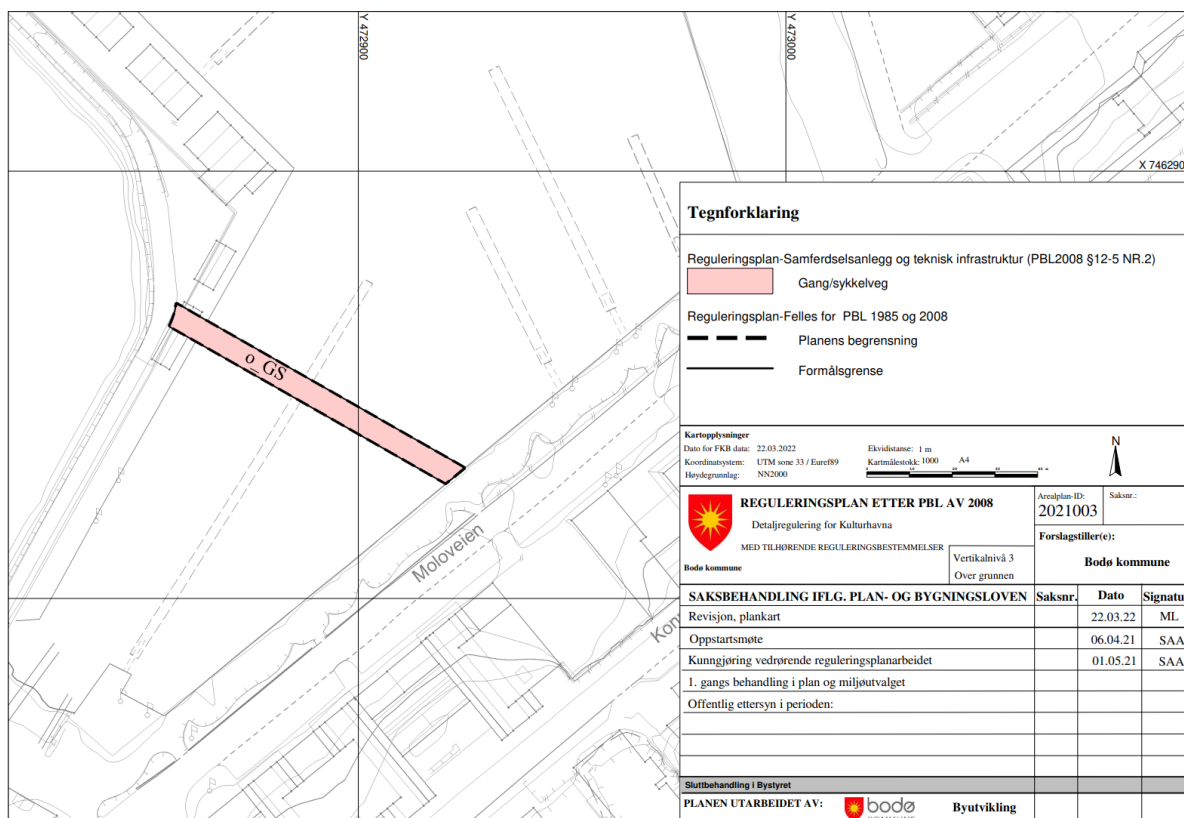 Y 472900
Y 473000
X 746290
o_GS
Moloveien
Kon
Tegnforklaring
Reguleringsplan-Samferdselsanlegg og teknisk infrastruktur (PBL2008 §12-5 NR.2)
Gang/sykkelveg
Reguleringsplan-Felles for PBL 1985 og 2008
Planens begrensning
Formålsgrense
Kartopplysninger
Dato for FKB data: 22.03.2022 Ekvidistanse: 1 m
Koordinatsystem: UTM sone 33 / Euref89 Kartmålestokk: 1000 A4
Høydegrunnlag: NN2000
N
REGULERINGSPLAN ETTER PBL AV 2008
Detaljregulering for Kulturhavna
MED TILHØRENDE REGULERINGSBESTEMMELSER
Bodø kommune
Vertikalnivå 3
Over grunnen
Arealplan-ID:
2021003
Saksnr.:
Forslagstiller(e):
Bodø kommune
SAKSBEHANDLING IFLG. PLAN- OG BYGNINGSLOVEN Saksnr. Dato Signatu
Revisjon, plankart 22.03.22 ML
Oppstartsmøte 06.04.21 SAA
Kunngjøring vedrørende reguleringsplanarbeidet 01.05.21 SAA
1. gangs behandling i plan og miljøutvalget
Offentlig ettersyn i perioden:
Sluttbehandling i Bystyret
PLANEN UTARBEIDET AV: bodø Byutvikling
KOMMUNE